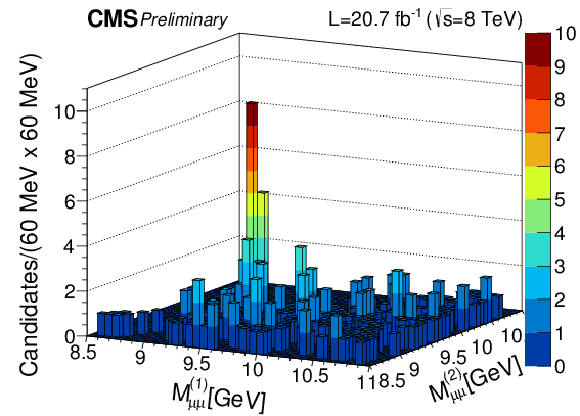 CMS Preliminary L=20.7 fb⁻¹ (√s=8 TeV)
Candidates/(60 MeV x 60 MeV)
10
8
6
4
2
0
8.5 9 9.5 10 10.5 11
M_μμ^(1)[GeV]
8.5 9 9.5 10 10
M_μμ^(2)[GeV]
10
9
8
7
6
5
4
3
2
1
0